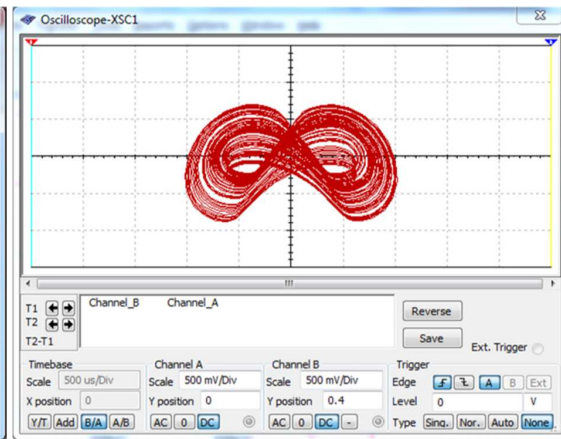 Oscilloscope-XSC1
T1
T2
T2-T1
Channel_B Channel_A
Reverse
Save
Ext. Trigger
Timebase
Scale 500 us/Div
X position 0
Y/T Add B/A A/B
Channel A
Scale 500 mV/Div
Y position 0
AC 0 DC
Channel B
Scale 500 mV/Div
Y position 0.4
AC 0 DC -
Trigger
Edge A B Ext
Level 0 V
Type Sing. Nor. Auto None